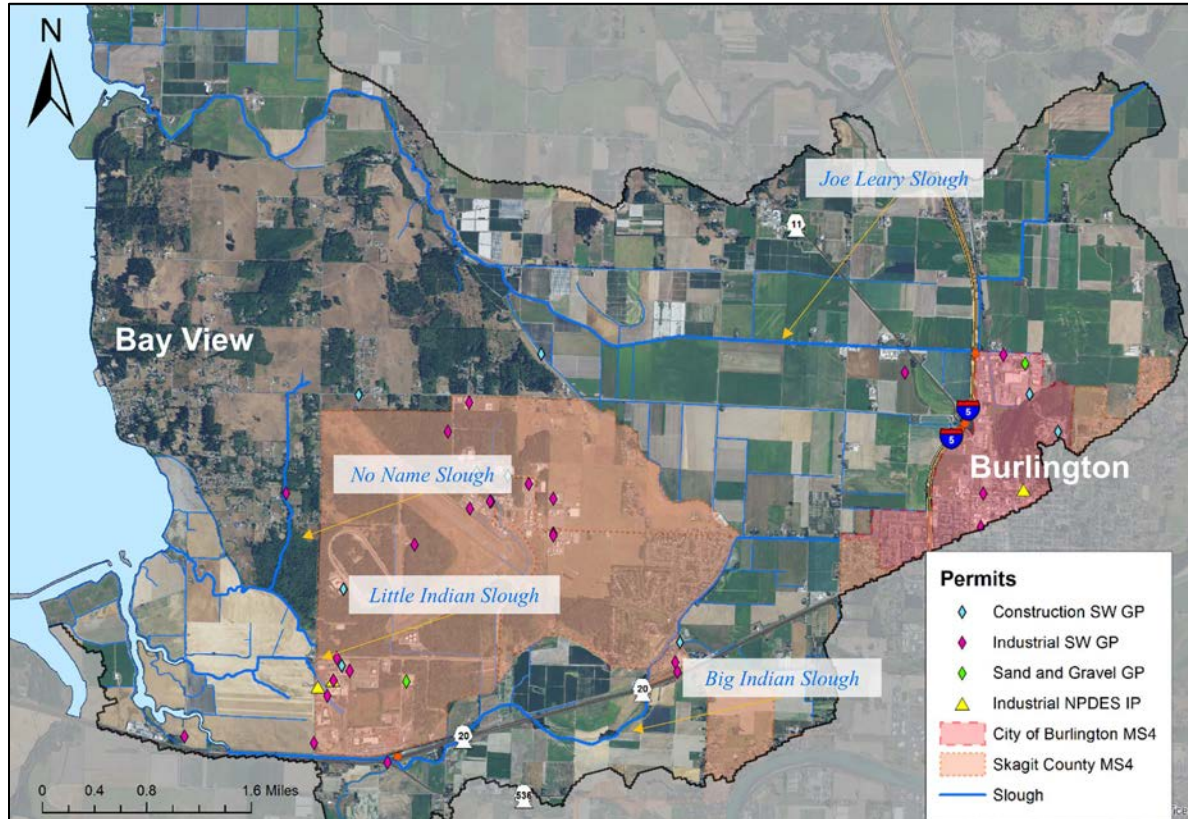 N
Joe Leary Slough
11
Bay View
5
5
Burlington
No Name Slough
Little Indian Slough
Big Indian Slough
20
20
536
0 0.4 0.8 1.6 Miles
Permits
Construction SW GP
Industrial SW GP
Sand and Gravel GP
Industrial NPDES IP
City of Burlington MS4
Skagit County MS4
Slough